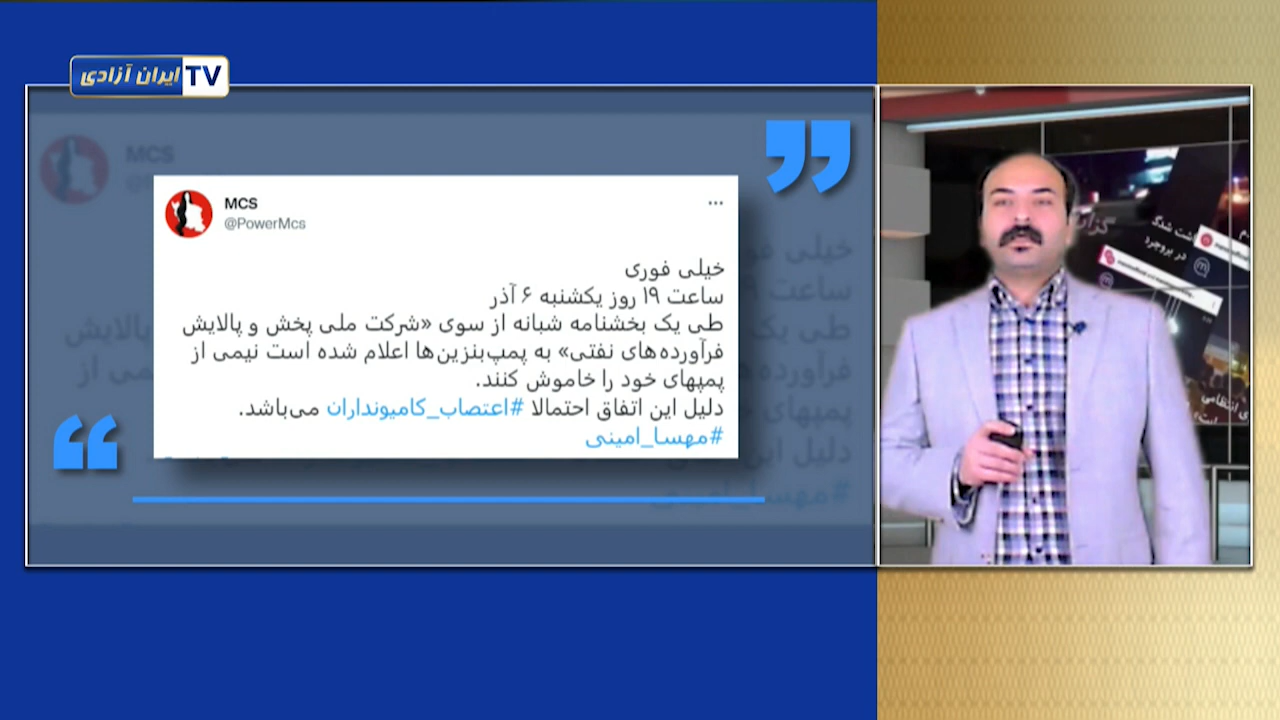 TV ایران آزادی
MCS
@PowerMcs
خیلی فوری
ساعت ۱۹ روز یکشنبه ۶ آذر
طی یک بخشنامه شبانه از سوی «شرکت ملی پخش و پالایش
فرآورده‌های نفتی» به پمپ‌بنزین‌ها اعلام شده است نیمی از
پمپهای خود را خاموش کنند.
دلیل این اتفاق احتمالا #اعتصاب_کامیونداران می‌باشد.
#مهسا_امینی
در بروجرد